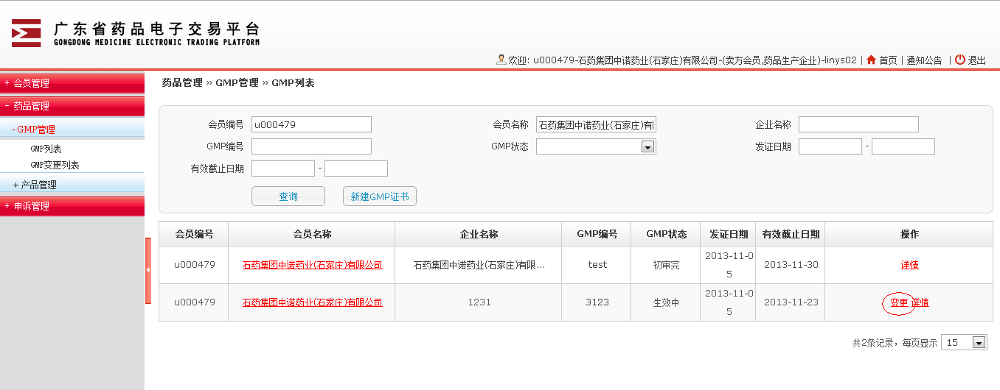 广东省药品电子交易平台
GONGDONG MEDICINE ELECTRONIC TRADING PLATFORM
欢迎: u000479-石药集团中诺药业(石家庄)有限公司-(卖方会员,药品生产企业)-linys02 | 首页 | 通知公告 | 退出
+ 会员管理
- 药品管理
- GMP管理
GMP列表
GMP变更列表
+ 产品管理
+ 申诉管理
药品管理 » GMP管理 » GMP列表
会员编号 u000479 会员名称 石药集团中诺药业(石家庄)有 企业名称
GMP编号 GMP状态 发证日期 -
有效截止日期 -
查询 新建GMP证书
会员编号 会员名称 企业名称 GMP编号 GMP状态 发证日期 有效截止日期 操作
u000479 石药集团中诺药业(石家庄)有限公司 石药集团中诺药业(石家庄)有限... test 初审完 2013-11-05 2013-11-30 详情
u000479 石药集团中诺药业(石家庄)有限公司 1231 3123 生效中 2013-11-05 2013-11-23 变更 详情
共2条记录，每页显示 15